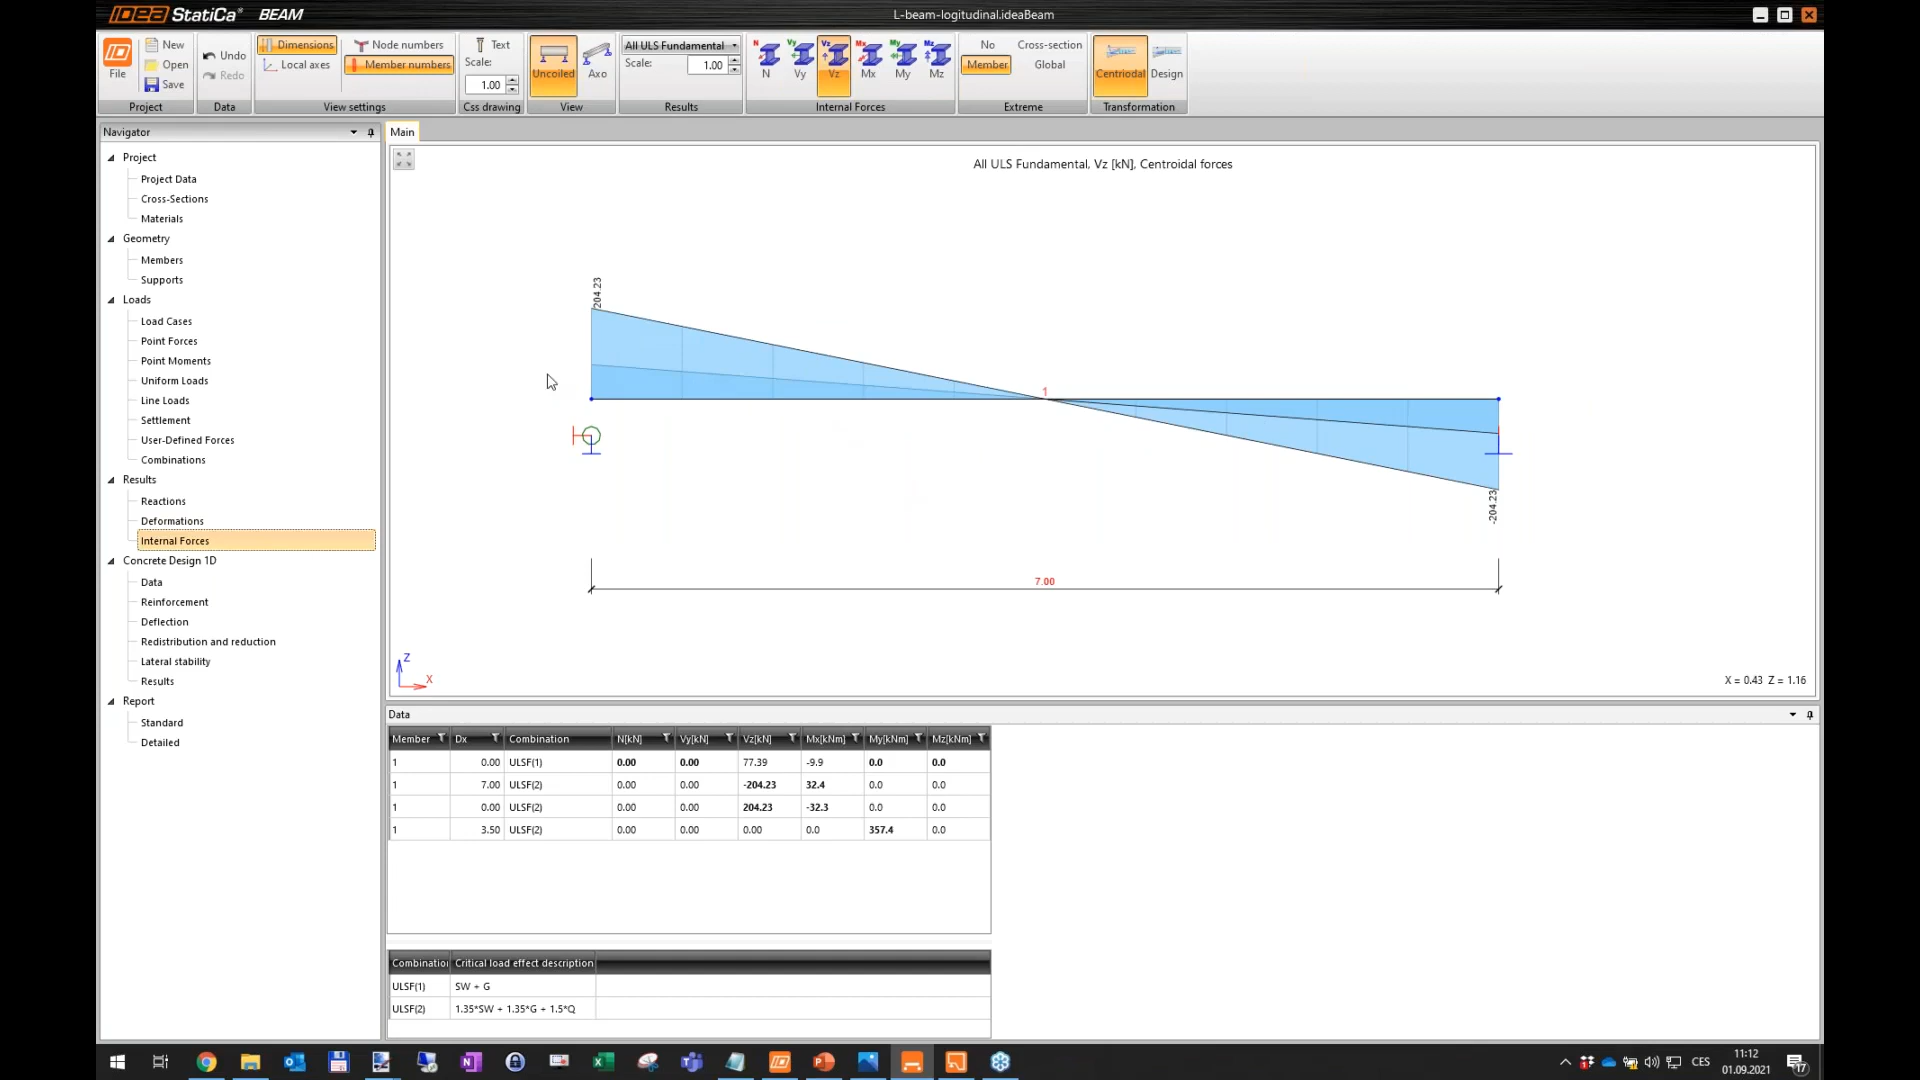 IDEA StatiCa® BEAM
L-beam-logitudinal.ideaBeam
File
New
Open
Save
Project
Undo
Redo
Data
Dimensions
Local axes
Node numbers
Member numbers
View settings
Text
Scale:
1.00
Css drawing
Uncoiled
Axo
View
All ULS Fundamental
Scale:
1.00
Results
N
N
Vy
Vy
Vz
Vz
Mx
Mx
My
My
Mz
Mz
Internal Forces
No
Cross-section
Member
Global
Extreme
Centriodal
Design
Transformation
Navigator
Project
Project Data
Cross-Sections
Materials
Geometry
Members
Supports
Loads
Load Cases
Point Forces
Point Moments
Uniform Loads
Line Loads
Settlement
User-Defined Forces
Combinations
Results
Reactions
Deformations
Internal Forces
Concrete Design 1D
Data
Reinforcement
Deflection
Redistribution and reduction
Lateral stability
Results
Report
Standard
Detailed
Main
All ULS Fundamental, Vz [kN], Centroidal forces
204.23
1
-204.23
7.00
Z
X
X = 0.43 Z = 1.16
Data
Member Dx Combination N[kN] Vy[kN] Vz[kN] Mx[kNm] My[kNm] Mz[kNm]
1 0.00 ULSF(1) 0.00 0.00 77.39 -9.9 0.0 0.0
1 7.00 ULSF(2) 0.00 0.00 -204.23 32.4 0.0 0.0
1 0.00 ULSF(2) 0.00 0.00 204.23 -32.3 0.0 0.0
1 3.50 ULSF(2) 0.00 0.00 0.00 0.0 357.4 0.0
Combinatio Critical load effect description
ULSF(1) SW + G
ULSF(2) 1.35*SW + 1.35*G + 1.5*Q
CES
11:12
01.09.2021
17